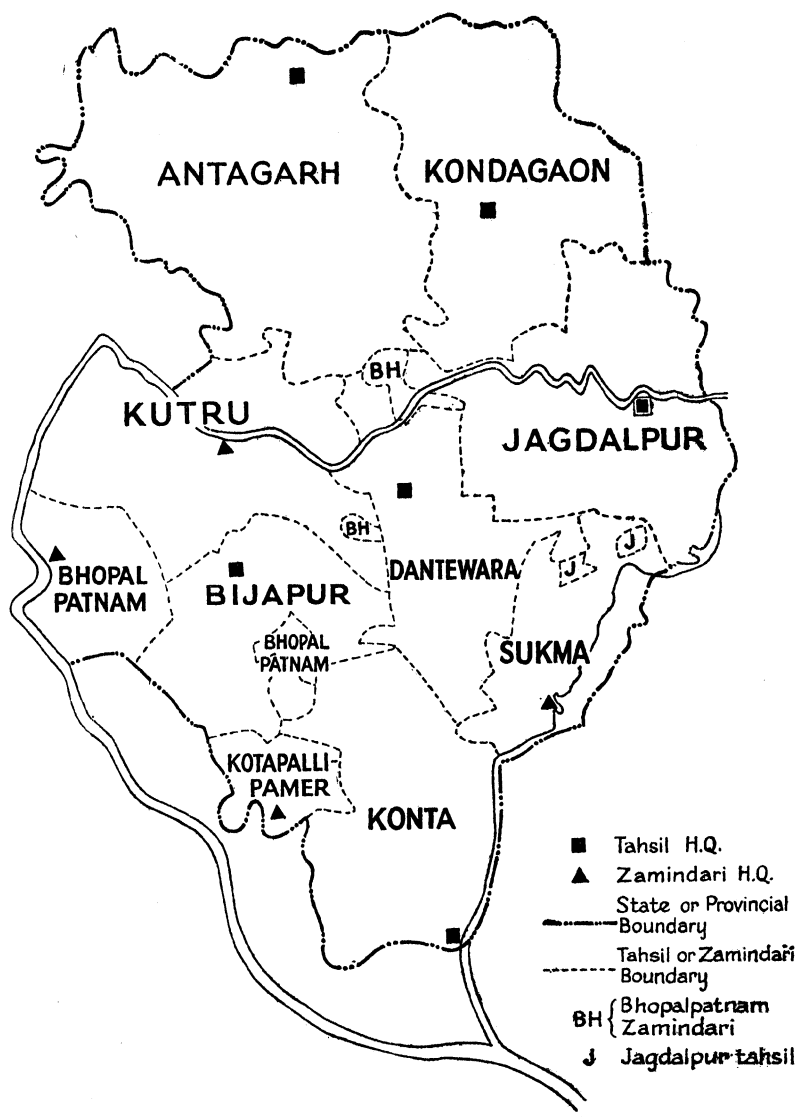 ANTAGARH
KONDAGAON
BH
KUTRU
JAGDALPUR
BH
J
J
BHOPAL
PATNAM
BIJAPUR
DANTEWARA
BHOPAL
PATNAM
SUKMA
KOTAPALLI-
PAMER
KONTA
Tahsil H.Q.
Zamindari H.Q.
State or Provincial
Boundary
Tahsil or Zamindari
Boundary
BH { Bhopalpatnam
Zamindari
J Jagdalpur tahsil